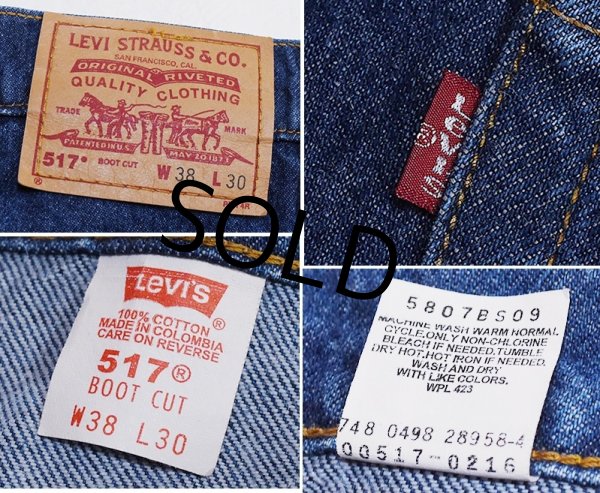 LEVI STRAUSS & CO.
SAN FRANCISCO, CAL.
ORIGINAL RIVETED
QUALITY CLOTHING
TRADE MARK
PATENTED IN U.S. MAY 20 1873
517® BOOT CUT W 38 L 30
®
LEVI'S
®
SOLD
Levi's
100% COTTON
MADE IN COLOMBIA
CARE ON REVERSE
517®
BOOT CUT
W38 L30
5807BS09
MACHINE WASH WARM NORMAL
CYCLE.ONLY NON-CHLORINE
BLEACH IF NEEDED.TUMBLE
DRY HOT.HOT IRON IF NEEDED.
WASH AND DRY
WITH LIKE COLORS.
WPL 423
748 0498 28958-4
00517-0216